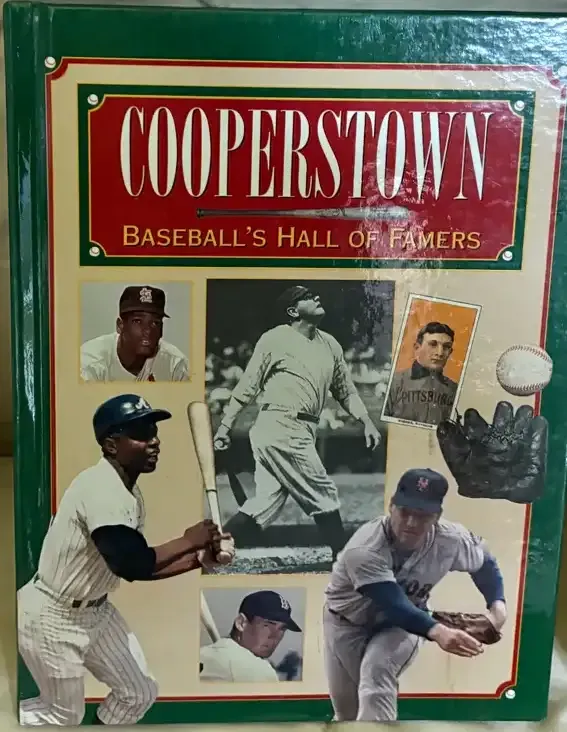 COOPERSTOWN
BASEBALL'S HALL OF FAMERS
PITTSBURG